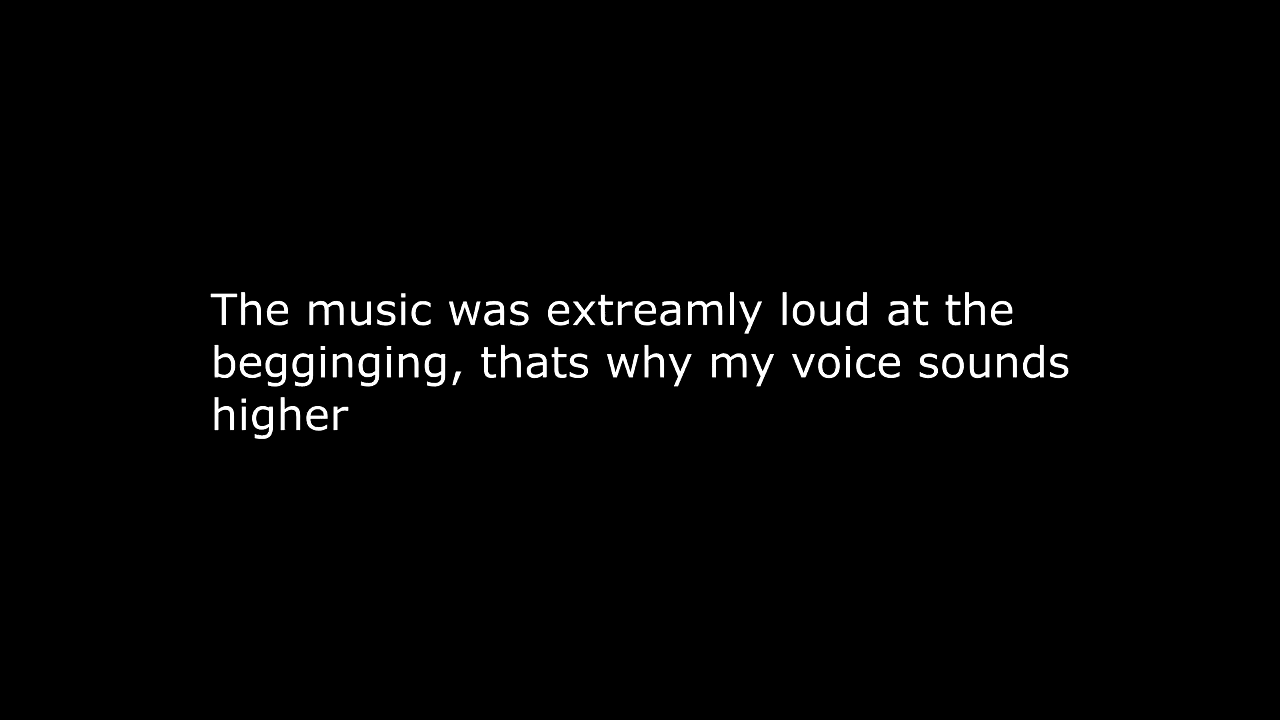 The music was extreamly loud at the
begginging, thats why my voice sounds
higher